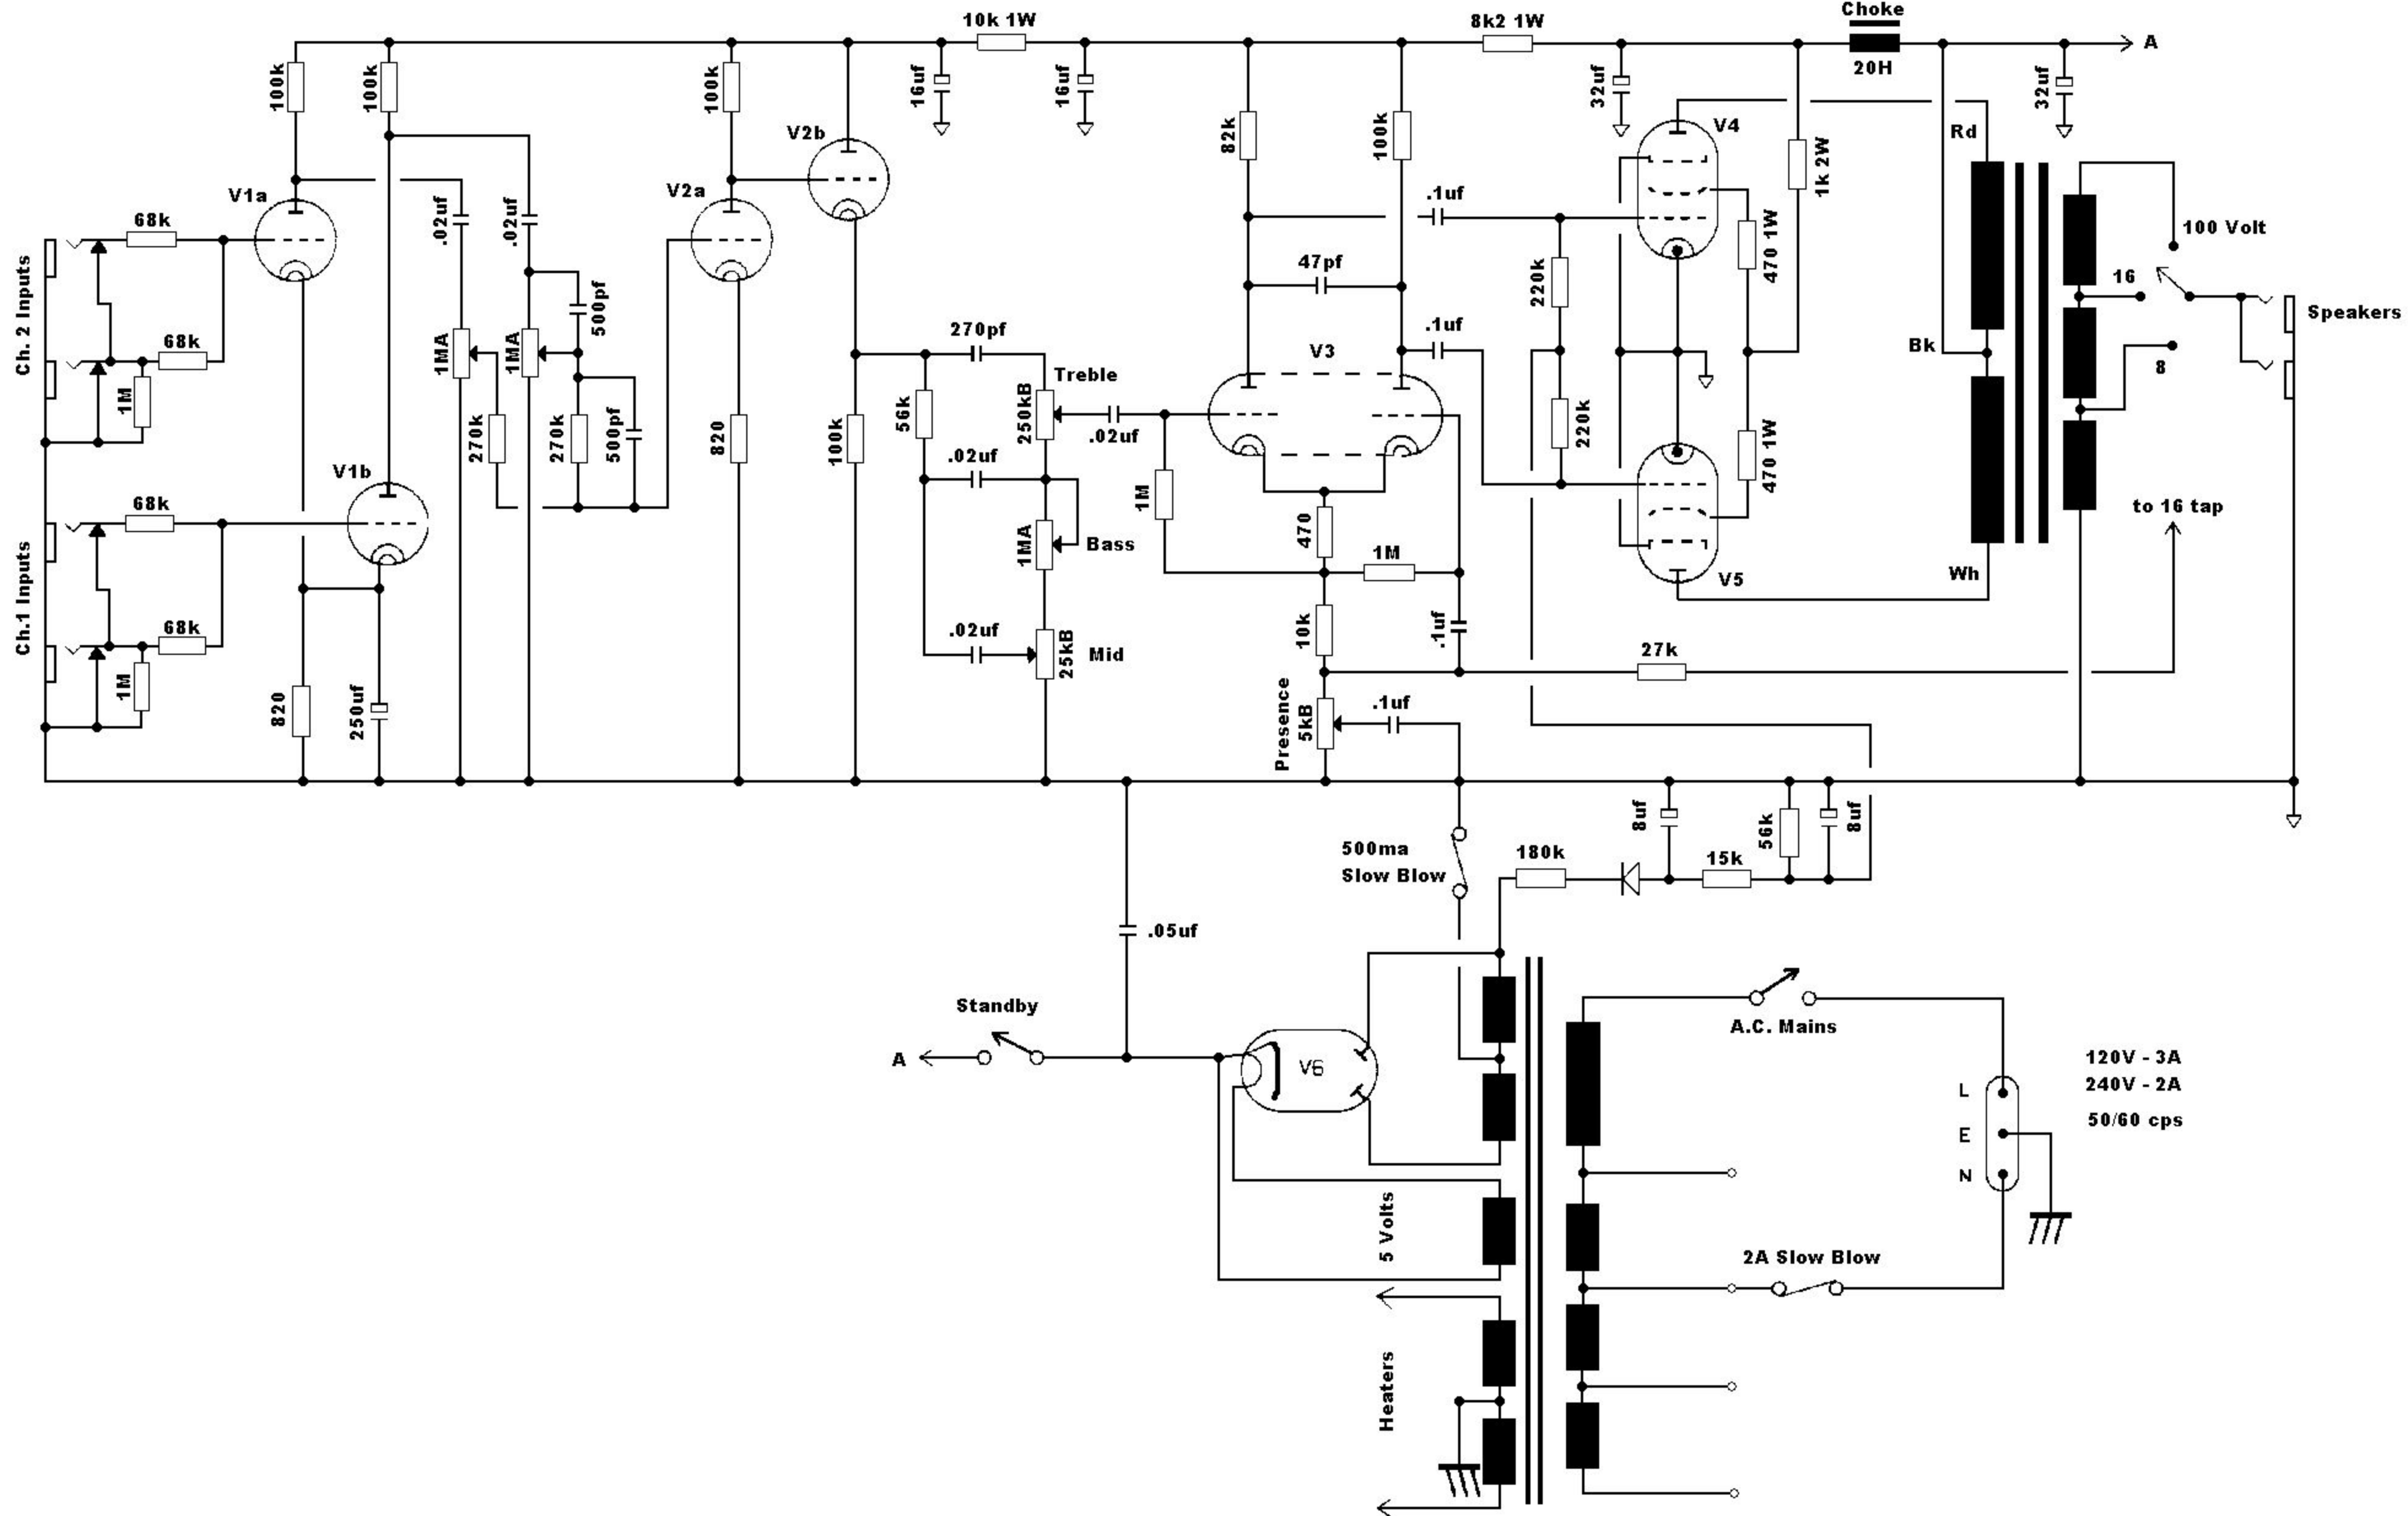 Choke
10k 1W
8k2 1W
A
20H
100k
100k
100k
16uf
16uf
32uf
32uf
V2b
82k
100k
V4
Rd
1k 2W
V1a
V2a
.1uf
68k
.02uf
.02uf
470 1W
100 Volt
Ch. 2 Inputs
47pf
220k
16
500pf
Speakers
68k
1MA
1MA
270pf
.1uf
V3
Bk
Treble
8
1M
56k
250kB
.02uf
270k
270k
500pf
820
100k
220k
470 1W
.02uf
V1b
1M
68k
470
to 16 tap
1MA
Bass
1M
Wh
V5
Ch.1 Inputs
68k
.02uf
10k
.1uf
25kB
Mid
27k
1M
820
250uf
Presence
5kB
.1uf
8uf
56k
8uf
500ma
Slow Blow
180k
15k
.05uf
Standby
A.C. Mains
A
V6
120V - 3A
240V - 2A
50/60 cps
L
E
N
5 Volts
2A Slow Blow
Heaters